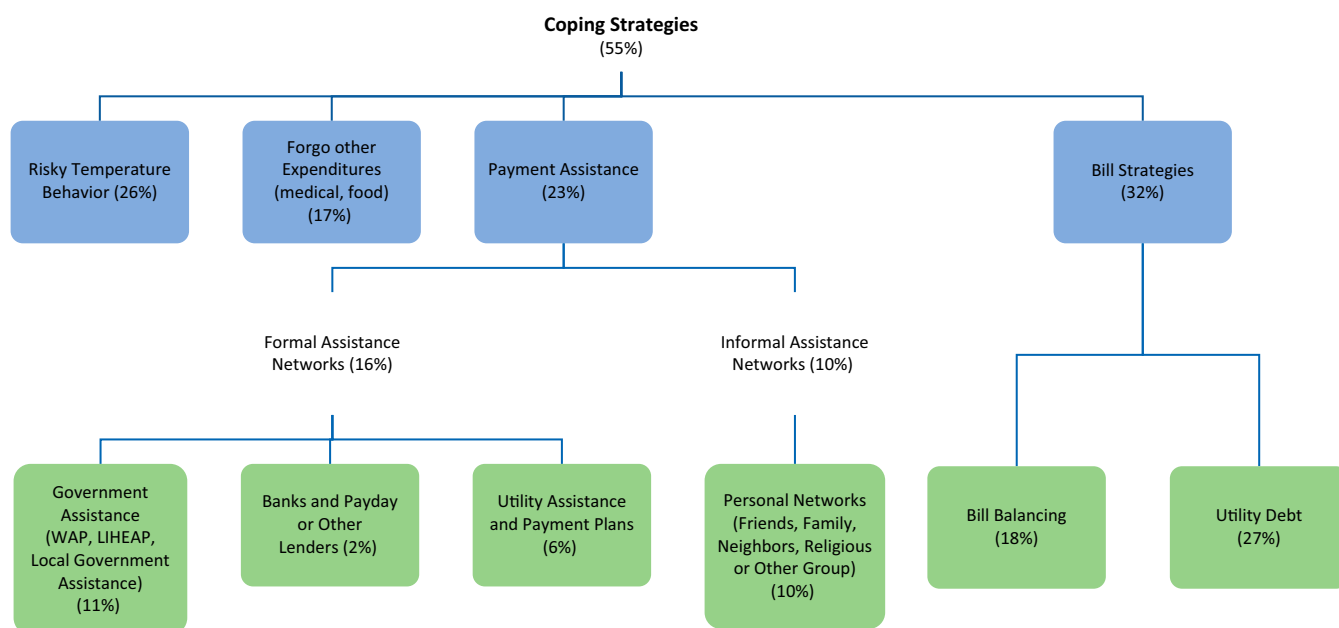 Coping Strategies
(55%)
Risky Temperature
Behavior (26%)
Forgo other
Expenditures
(medical, food)
(17%)
Payment Assistance
(23%)
Bill Strategies
(32%)
Formal Assistance
Networks (16%)
Informal Assistance
Networks (10%)
Government
Assistance
(WAP, LIHEAP,
Local Government
Assistance)
(11%)
Banks and Payday
or Other
Lenders (2%)
Utility Assistance
and Payment Plans
(6%)
Personal Networks
(Friends, Family,
Neighbors, Religious
or Other Group)
(10%)
Bill Balancing
(18%)
Utility Debt
(27%)